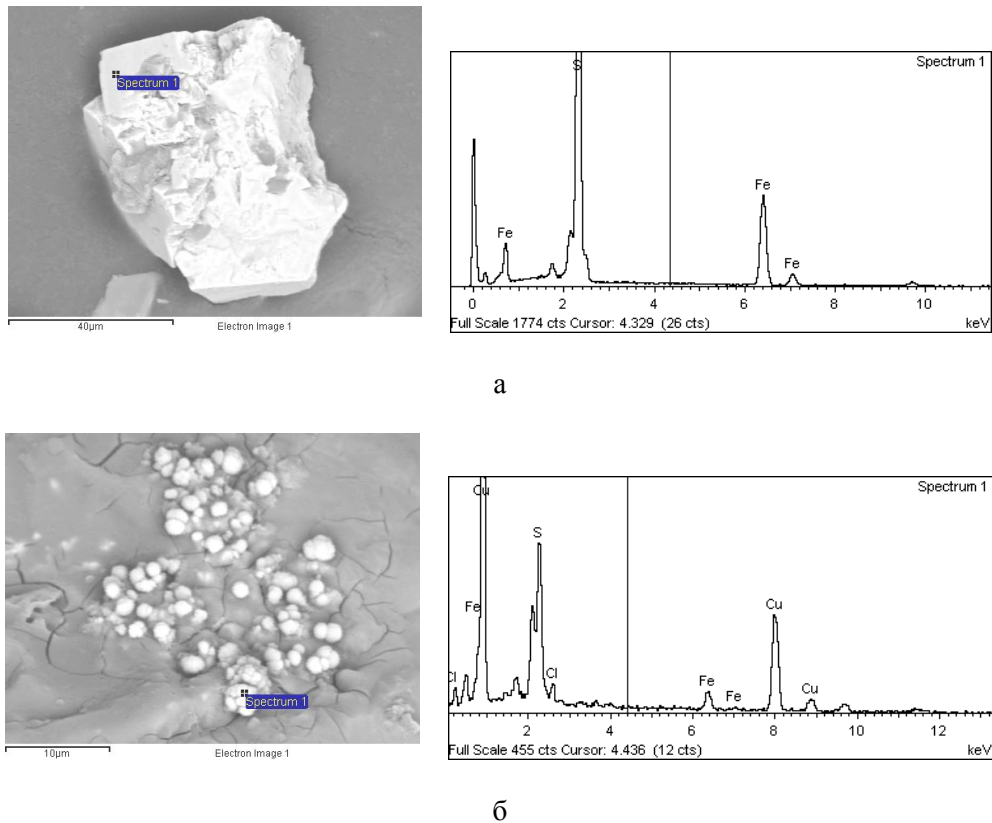 Spectrum 1
40µm
Electron Image 1
Spectrum 1
S
Fe
Fe
Fe
0 2 4 6 8 10
Full Scale 1774 cts Cursor: 4.329 (26 cts)
keV
а
Spectrum 1
10µm
Electron Image 1
Spectrum 1
Cu
S
Fe
Cu
Cl
Cl
Fe
Fe
Cu
2 4 6 8 10 12
Full Scale 455 cts Cursor: 4.436 (12 cts)
keV
б